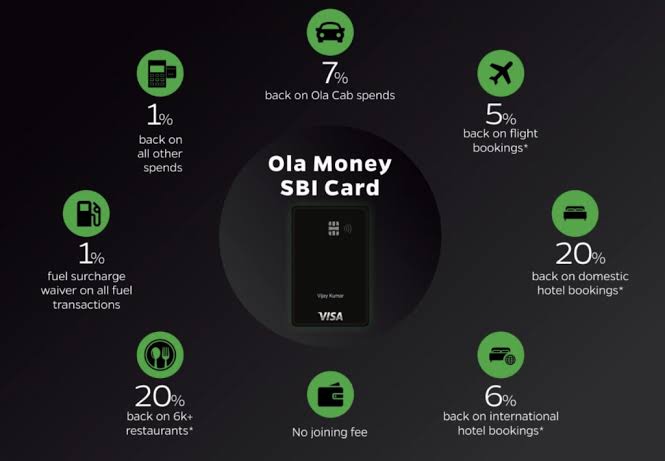 7%
back on Ola Cab spends
5%
back on flight
bookings*
20%
back on domestic
hotel bookings*
6%
back on international
hotel bookings*
No joining fee
20%
back on 6k+
restaurants*
1%
fuel surcharge
waiver on all fuel
transactions
1%
back on
all other
spends
Ola Money
SBI Card
Vijay Kumar
VISA